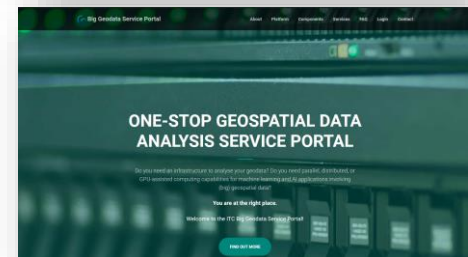 Big Geodata Service Portal
About Platform Components Services FAQ Login Contact
ONE-STOP GEOSPATIAL DATA
ANALYSIS SERVICE PORTAL
Do you need an infrastructure to analyse your geodata? Do you need parallel, distributed, or
GPU-assisted computing capabilities for machine learning and AI applications involving
(big) geospatial data?
You are at the right place.
Welcome to the ITC Big Geodata Service Portal!
FIND OUT MORE